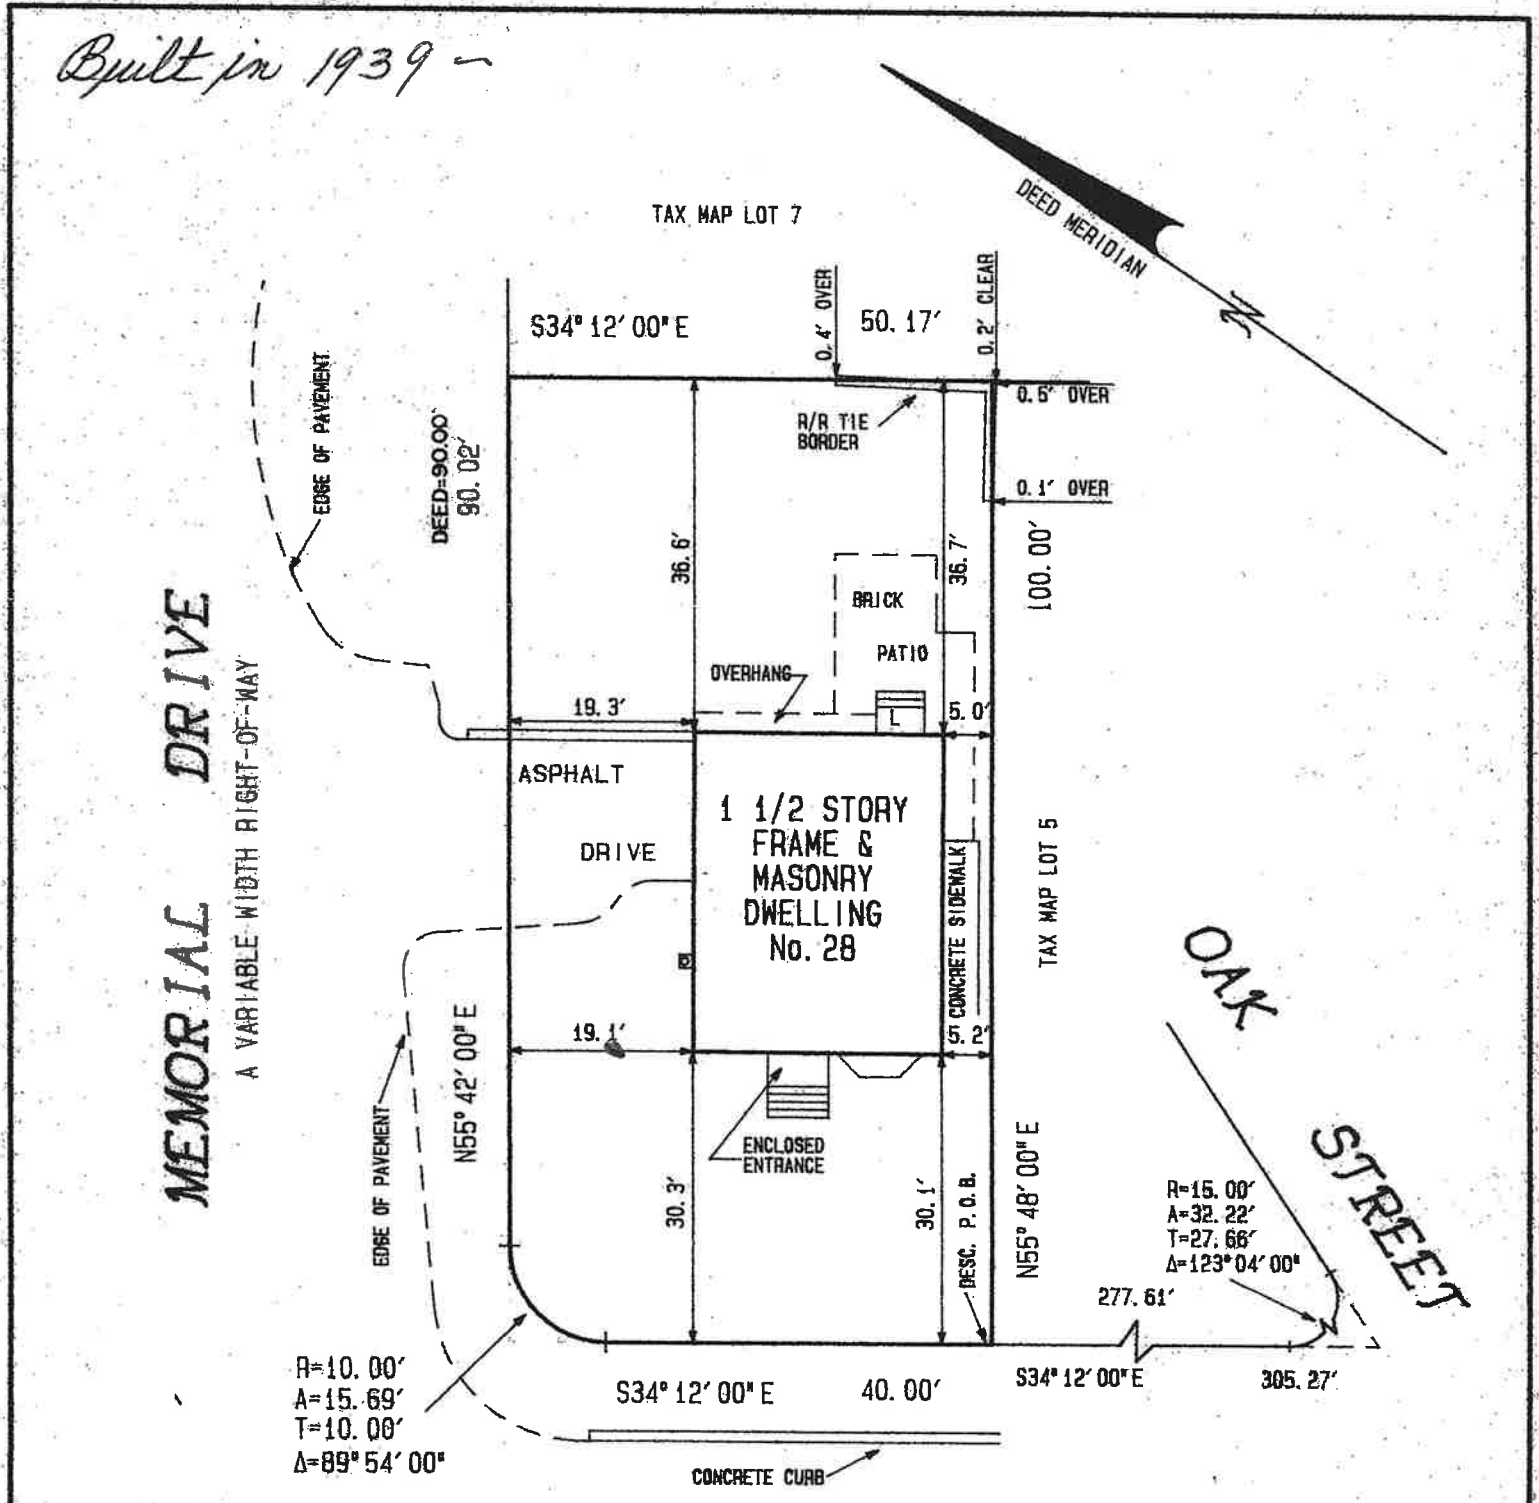 Built in 1939 -
DEED MERIDIAN
N
TAX MAP LOT 7
S34° 12' 00" E
0.4' OVER
50.17'
0.2' CLEAR
0.5' OVER
R/R TIE
BORDER
0.1' OVER
EDGE OF PAVEMENT
DEED=90.00'
90.02'
36.6'
36.7'
100.00'
BRICK
PATIO
OVERHANG
19.3'
L
5.0'
MEMORIAL DRIVE
A VARIABLE WIDTH RIGHT-OF-WAY
ASPHALT
DRIVE
1 1/2 STORY
FRAME &
MASONRY
DWELLING
No. 28
CONCRETE SIDEWALK
TAX MAP LOT 5
OAK
STREET
19.1'
5.2'
N55° 42' 00" E
EDGE OF PAVEMENT
ENCLOSED
ENTRANCE
30.3'
30.1'
DESC. P.O.B.
N55° 48' 00" E
R=15.00'
A=32.22'
T=27.66'
Δ=123°04'00"
277.61'
R=10.00'
A=15.69'
T=10.00'
Δ=89°54'00"
S34° 12' 00" E
40.00'
S34° 12' 00" E
305.27'
CONCRETE CURB